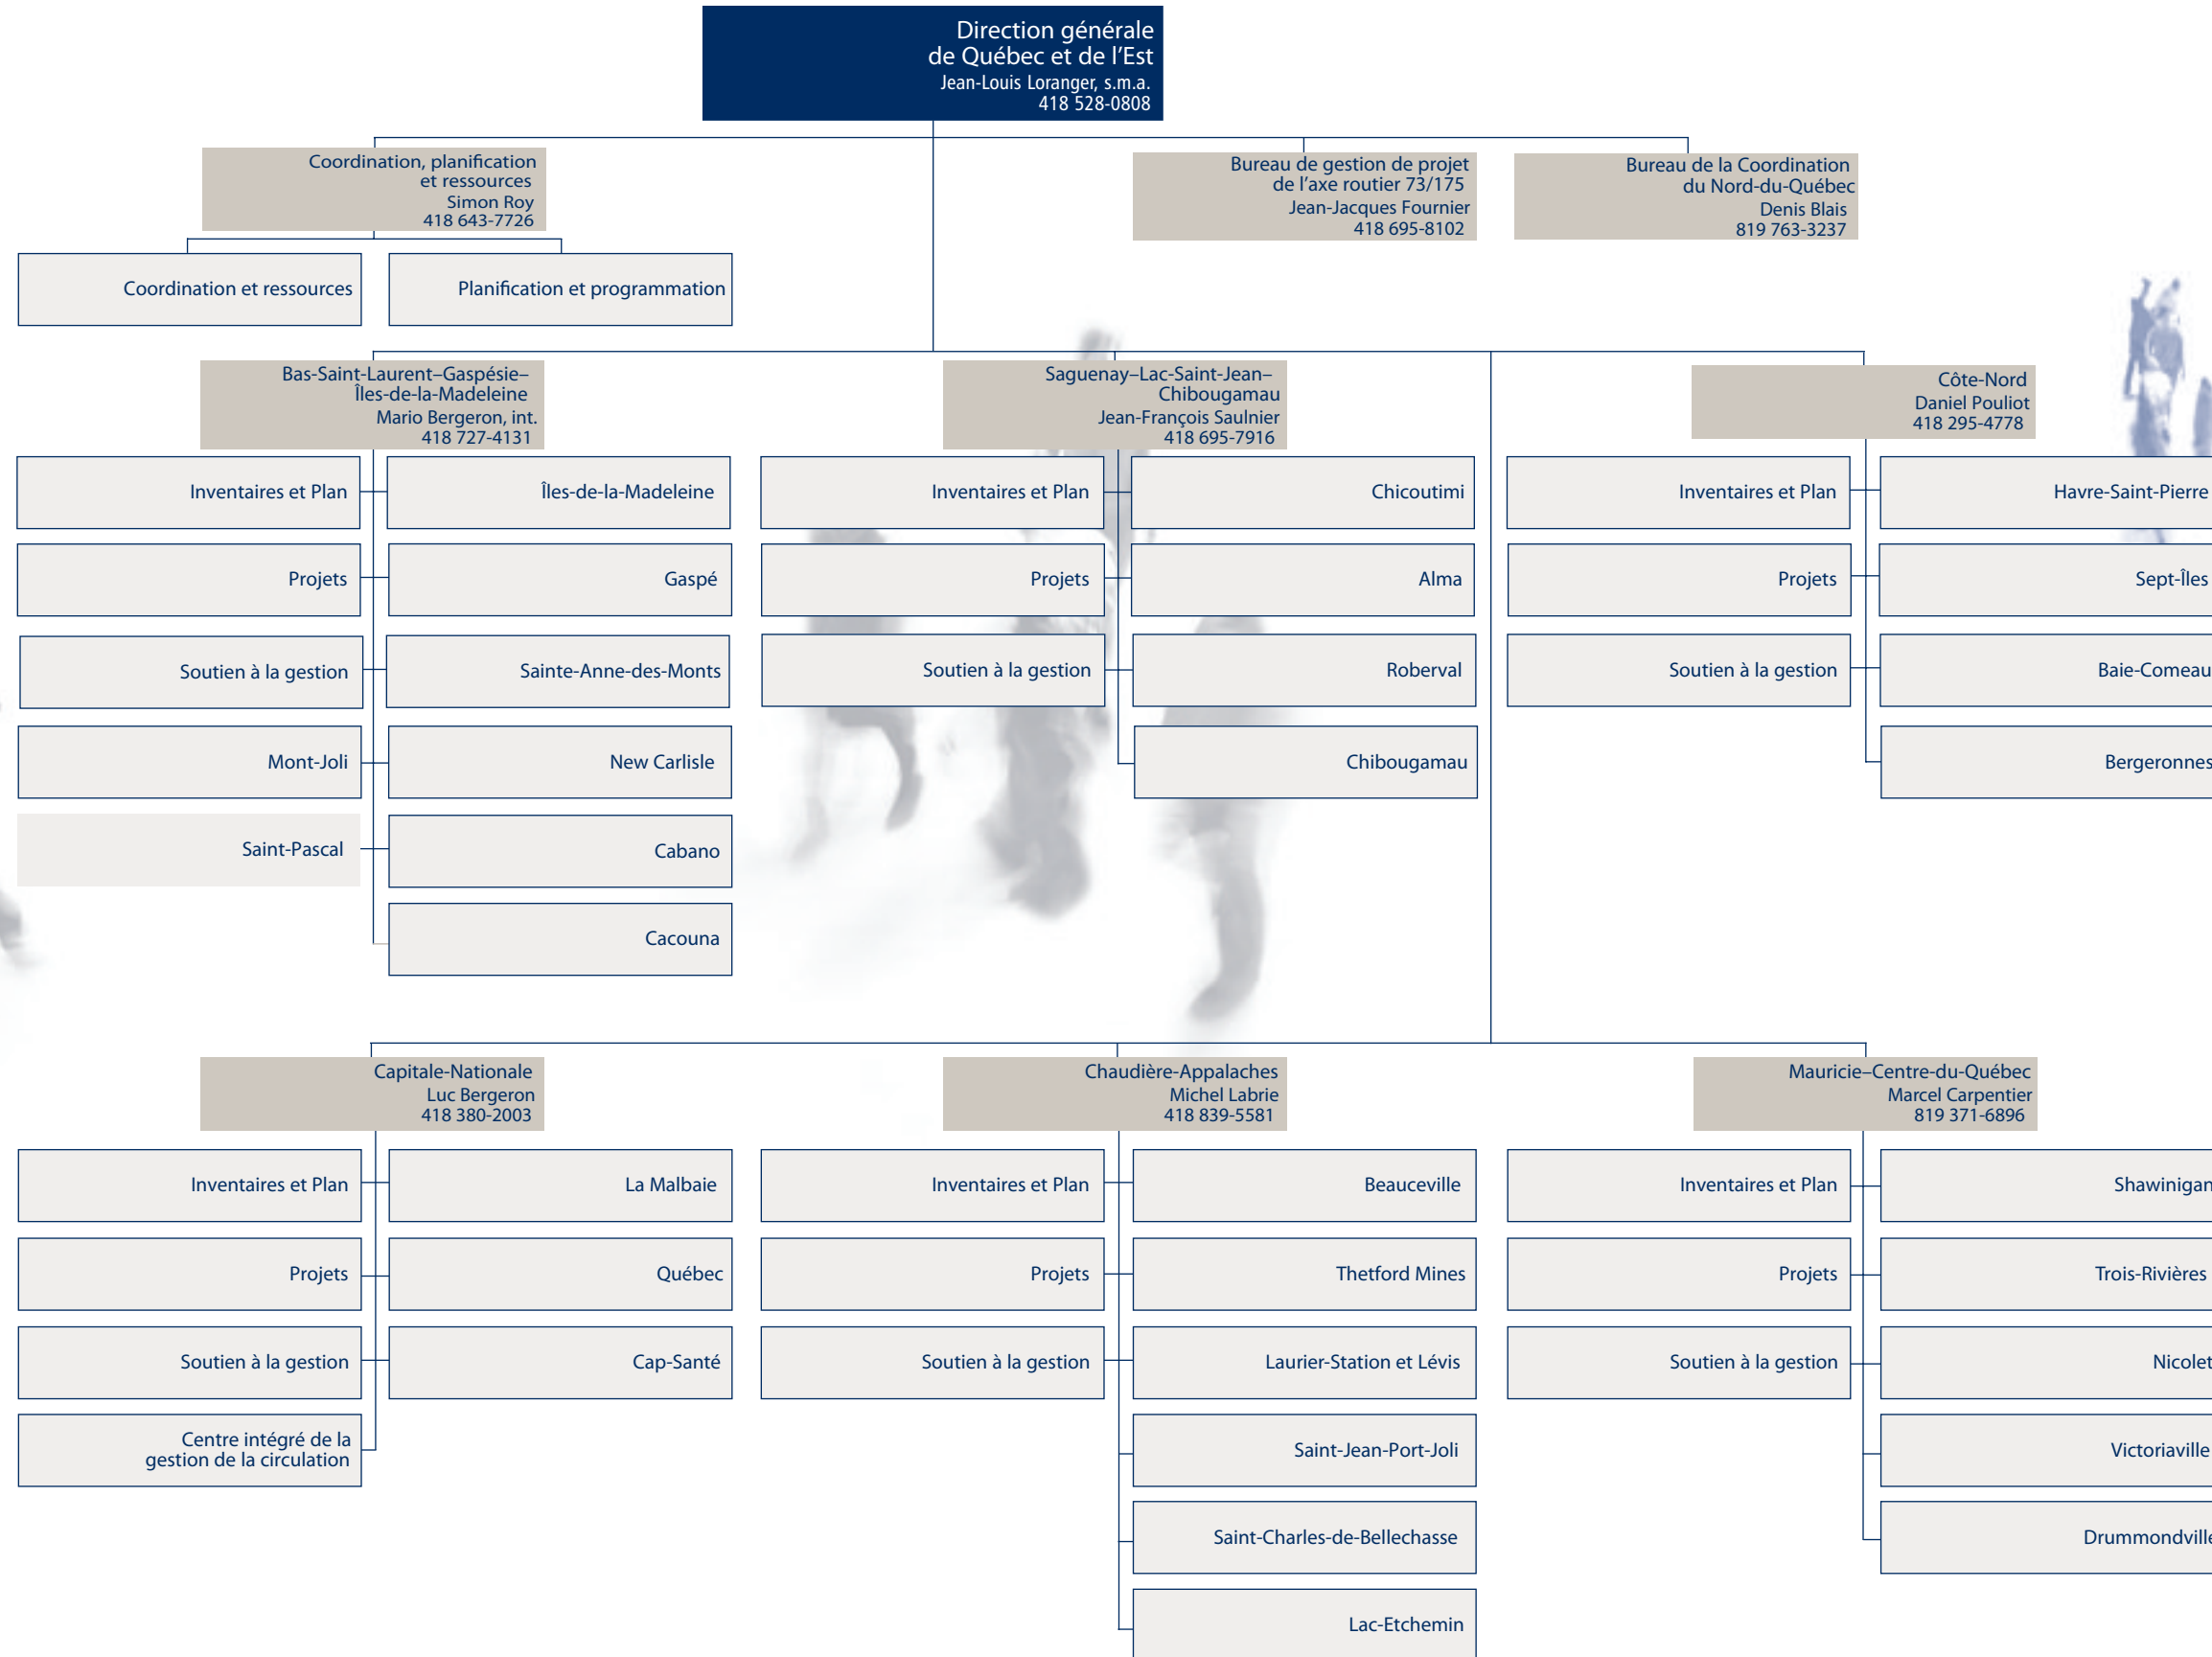 Direction générale
de Québec et de l'Est
Jean-Louis Loranger, s.m.a.
418 528-0808
Coordination, planification
et ressources
Simon Roy
418 643-7726
Bureau de gestion de projet
de l'axe routier 73/175
Jean-Jacques Fournier
418 695-8102
Bureau de la Coordination
du Nord-du-Québec
Denis Blais
819 763-3237
Coordination et ressources
Planification et programmation
Bas-Saint-Laurent–Gaspésie–
Îles-de-la-Madeleine
Mario Bergeron, int.
418 727-4131
Inventaires et Plan
Îles-de-la-Madeleine
Projets
Gaspé
Soutien à la gestion
Sainte-Anne-des-Monts
Mont-Joli
New Carlisle
Saint-Pascal
Cabano
Cacouna
Saguenay–Lac-Saint-Jean–
Chibougamau
Jean-François Saulnier
418 695-7916
Inventaires et Plan
Chicoutimi
Projets
Alma
Soutien à la gestion
Roberval
Chibougamau
Côte-Nord
Daniel Pouliot
418 295-4778
Inventaires et Plan
Havre-Saint-Pierre
Projets
Sept-Îles
Soutien à la gestion
Baie-Comeau
Bergeronnes
Capitale-Nationale
Luc Bergeron
418 380-2003
Inventaires et Plan
La Malbaie
Projets
Québec
Soutien à la gestion
Cap-Santé
Centre intégré de la
gestion de la circulation
Chaudière-Appalaches
Michel Labrie
418 839-5581
Inventaires et Plan
Beauceville
Projets
Thetford Mines
Soutien à la gestion
Laurier-Station et Lévis
Saint-Jean-Port-Joli
Saint-Charles-de-Bellechasse
Lac-Etchemin
Mauricie–Centre-du-Québec
Marcel Carpentier
819 371-6896
Inventaires et Plan
Shawinigan
Projets
Trois-Rivières
Soutien à la gestion
Nicolet
Victoriaville
Drummondville